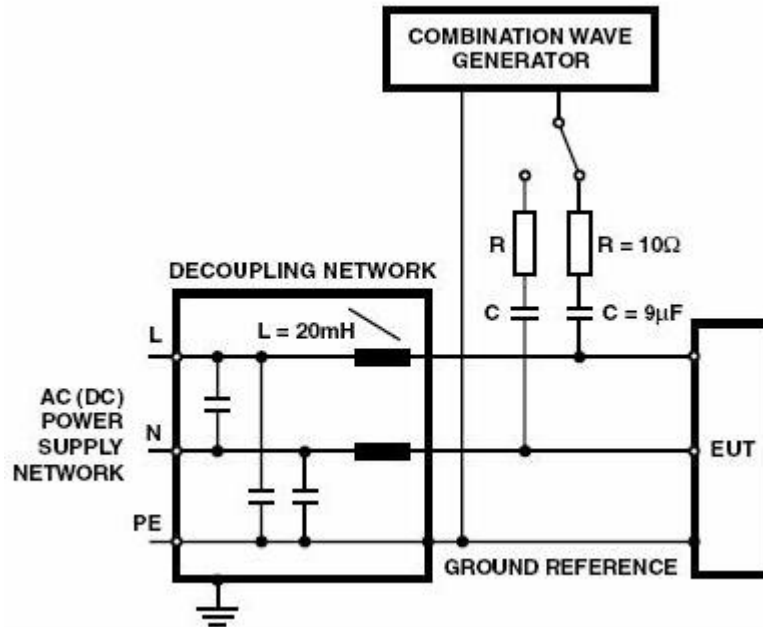 COMBINATION WAVE
GENERATOR
R
R = 10Ω
DECOUPLING NETWORK
C
C = 9µF
L
L = 20mH
AC (DC)
POWER
SUPPLY
NETWORK
N
EUT
PE
GROUND REFERENCE